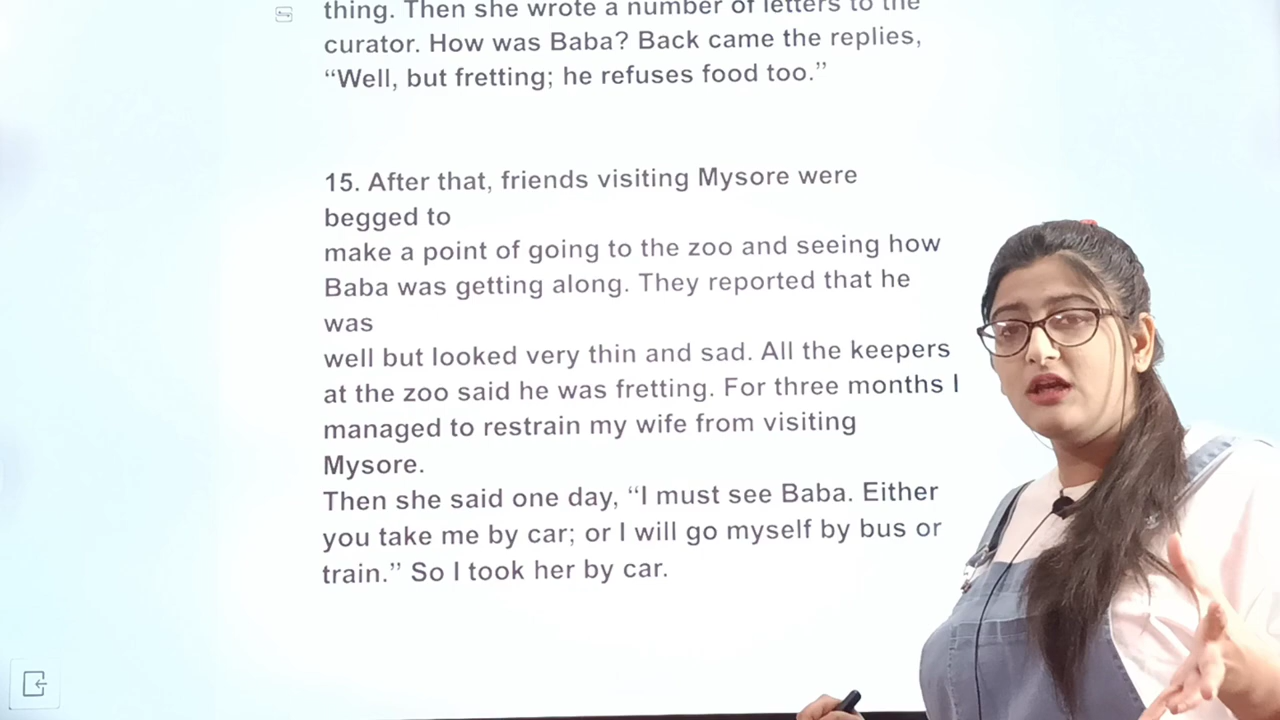 thing. Then she wrote a number of letters to the
curator. How was Baba? Back came the replies,
“Well, but fretting; he refuses food too.”
15. After that, friends visiting Mysore were
begged to
make a point of going to the zoo and seeing how
Baba was getting along. They reported that he
was
well but looked very thin and sad. All the keepers
at the zoo said he was fretting. For three months I
managed to restrain my wife from visiting
Mysore.
Then she said one day, “I must see Baba. Either
you take me by car; or I will go myself by bus or
train.” So I took her by car.